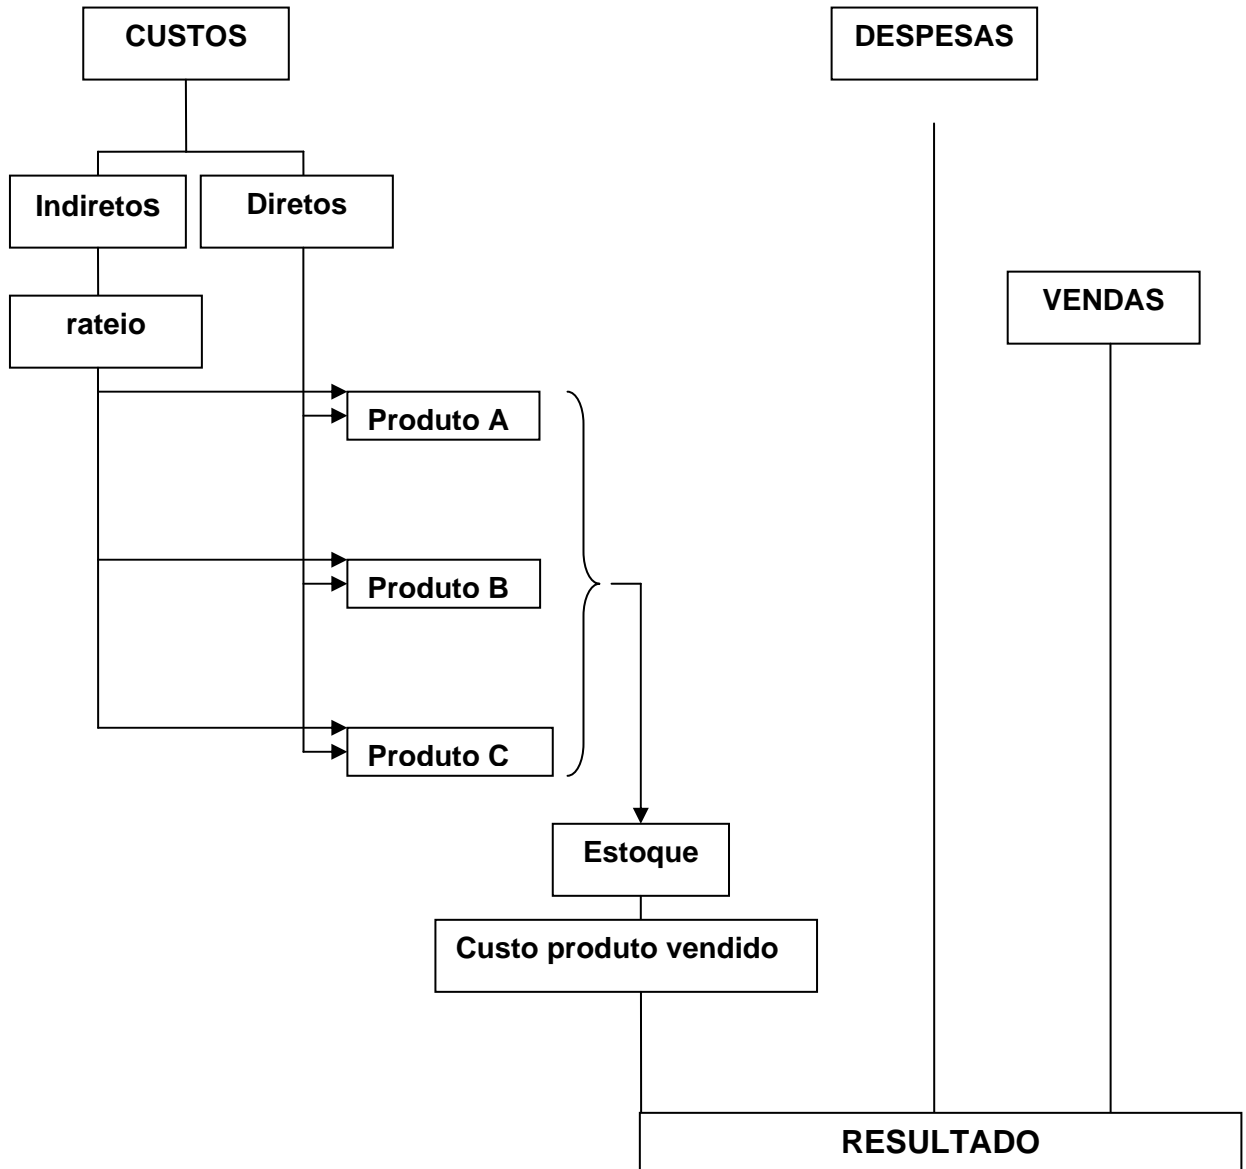 CUSTOS
DESPESAS
Indiretos
Diretos
VENDAS
rateio
Produto A
Produto B
Produto C
Estoque
Custo produto vendido
RESULTADO